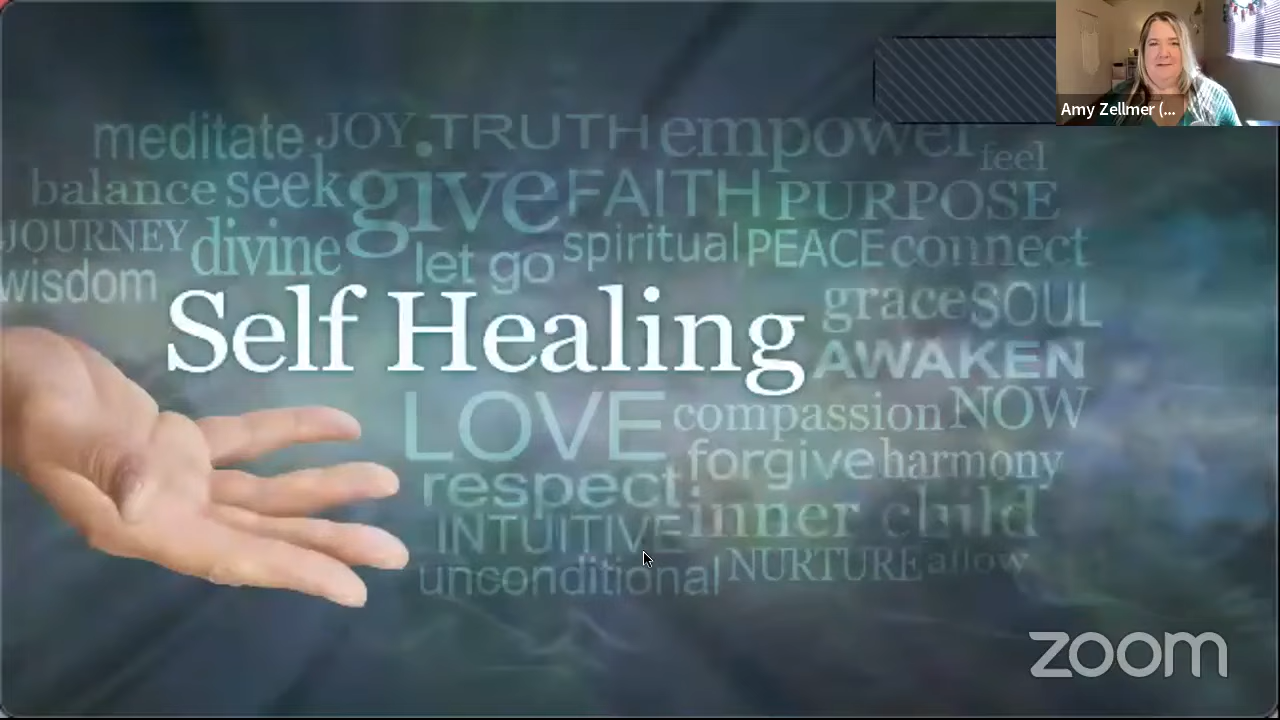 Amy Zellmer (...
meditate JOY TRUTH empower feel
balance seek give FAITH PURPOSE
JOURNEY divine let go spiritual PEACE connect
wisdom
Self Healing grace SOUL
AWAKEN
LOVE compassion NOW
respect forgive harmony
INTUITIVE inner child
unconditional NURTURE allow
zoom